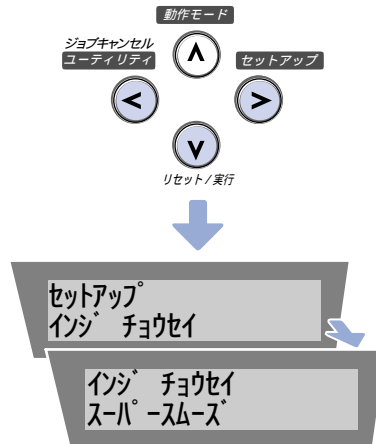 動作モード
ジョブキャンセル
ユーティリティ
セットアップ
リセット / 実行
セットアップ゜
インジ゛ チョウセイ
インジ゛ チョウセイ
スーパ゜ースムーズ゛